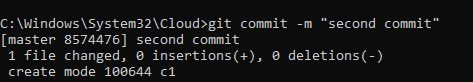 C:\Windows\System32\Cloud>git commit -m "second commit"
[master 8574476] second commit
 1 file changed, 0 insertions(+), 0 deletions(-)
 create mode 100644 c1